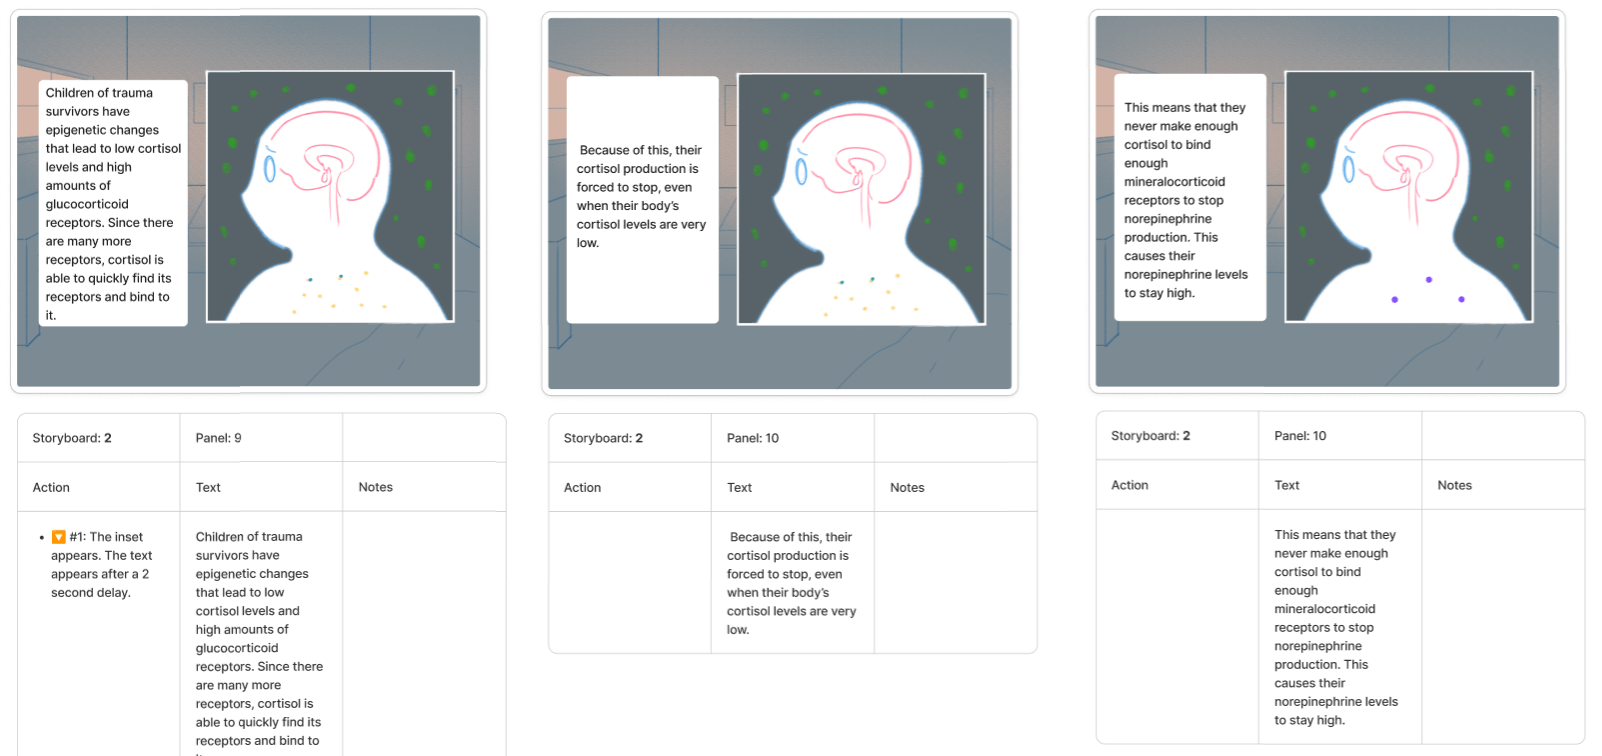 Children of trauma
survivors have
epigenetic changes
that lead to low cortisol
levels and high
amounts of
glucocorticoid
receptors. Since there
are many more
receptors, cortisol is
able to quickly find its
receptors and bind to
it.
Storyboard: 2
Panel: 9
Action
Text
Notes
#1: The inset
appears. The text
appears after a 2
second delay.
Children of trauma
survivors have
epigenetic changes
that lead to low
cortisol levels and
high amounts of
glucocorticoid
receptors. Since there
are many more
receptors, cortisol is
able to quickly find its
receptors and bind to
Because of this, their
cortisol production is
forced to stop, even
when their body’s
cortisol levels are very
low.
Storyboard: 2
Panel: 10
Action
Text
Notes
Because of this, their
cortisol production is
forced to stop, even
when their body’s
cortisol levels are very
low.
This means that they
never make enough
cortisol to bind
enough
mineralocorticoid
receptors to stop
norepinephrine
production. This
causes their
norepinephrine levels
to stay high.
Storyboard: 2
Panel: 10
Action
Text
Notes
This means that they
never make enough
cortisol to bind
enough
mineralocorticoid
receptors to stop
norepinephrine
production. This
causes their
norepinephrine levels
to stay high.